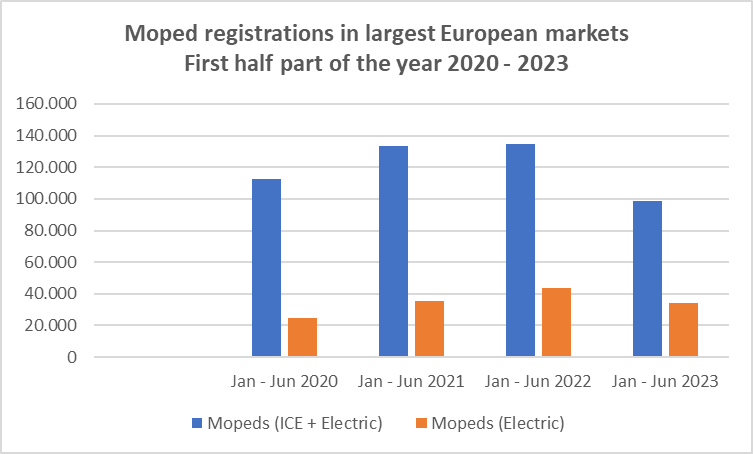 Moped registrations in largest European markets
First half part of the year 2020 - 2023
160.000
140.000
120.000
100.000
80.000
60.000
40.000
20.000
0
Jan - Jun 2020 Jan - Jun 2021 Jan - Jun 2022 Jan - Jun 2023
Mopeds (ICE + Electric) Mopeds (Electric)